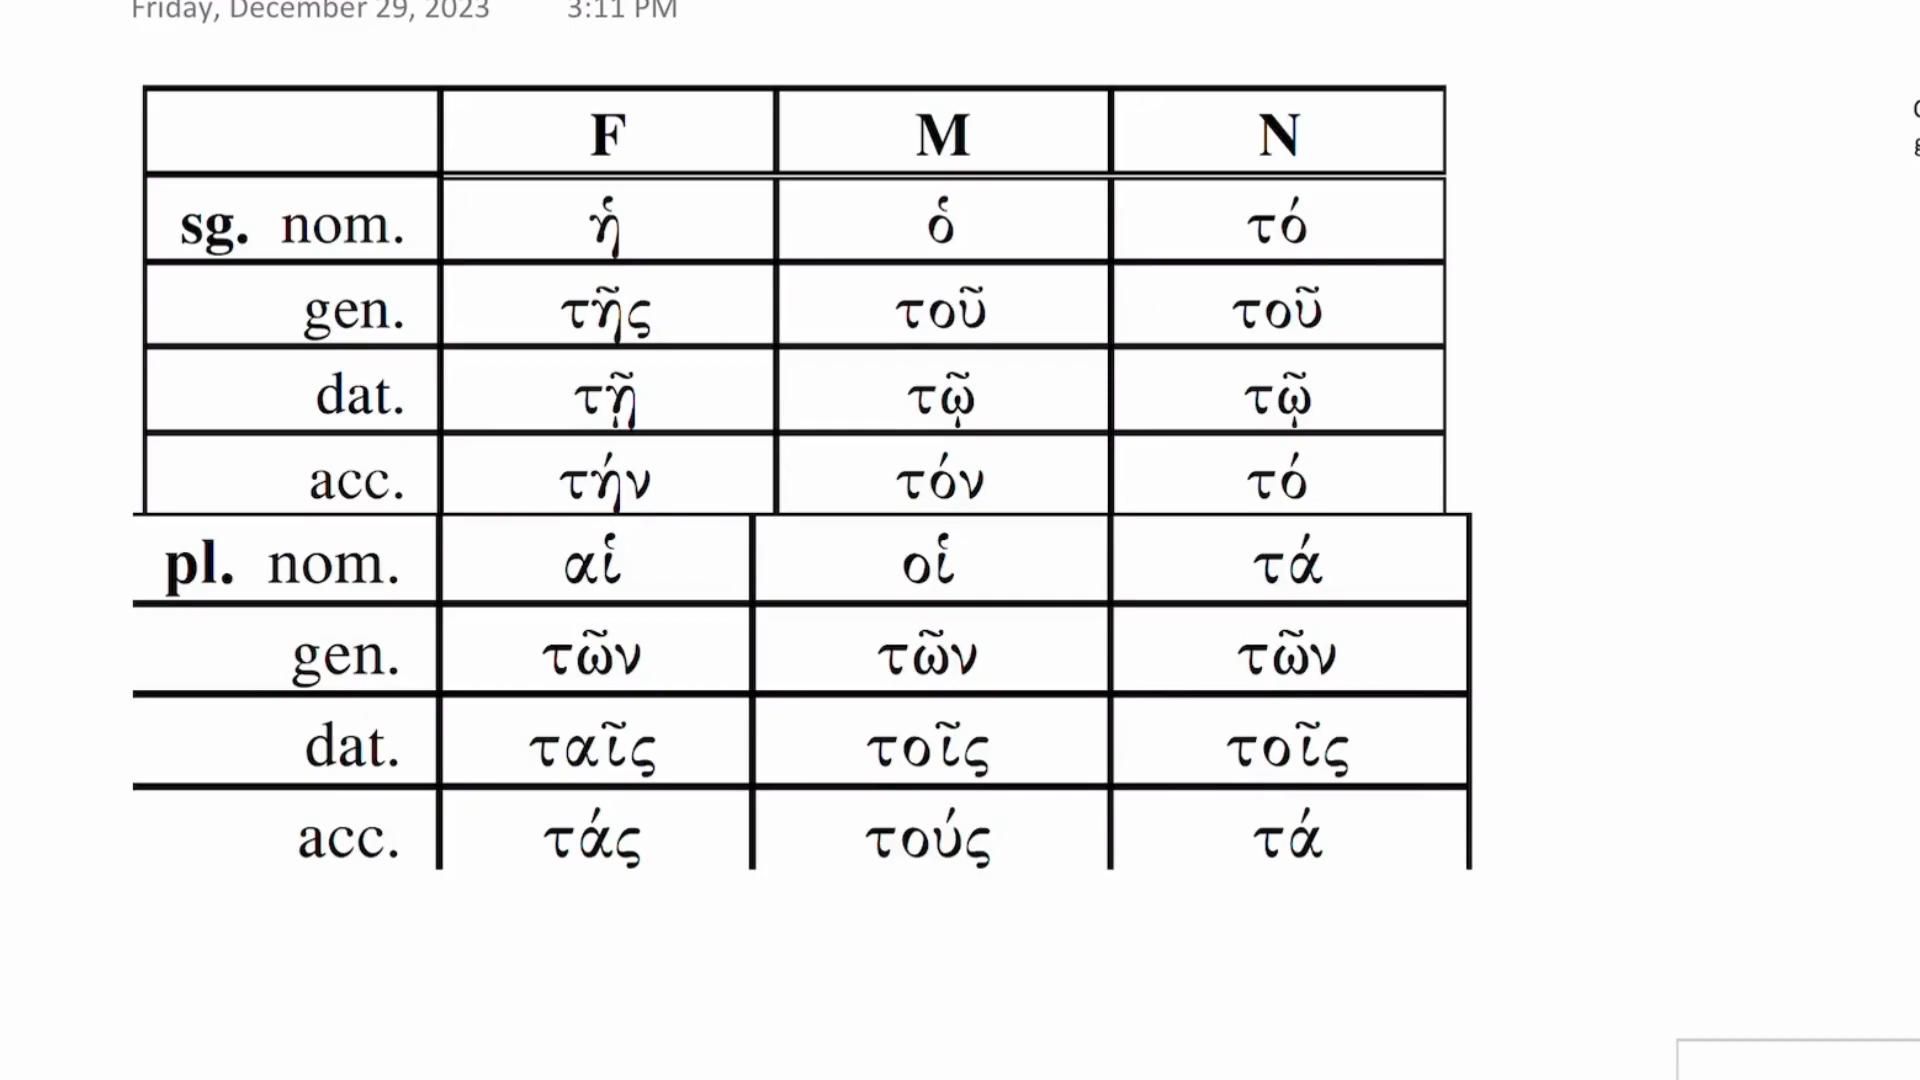 Friday, December 29, 2023 3:11 PM
F M N
sg. nom. ἡ ὁ τό
gen. τῆς τοῦ τοῦ
dat. τῇ τῷ τῷ
acc. τήν τόν τό
pl. nom. αἱ οἱ τά
gen. τῶν τῶν τῶν
dat. ταῖς τοῖς τοῖς
acc. τάς τούς τά